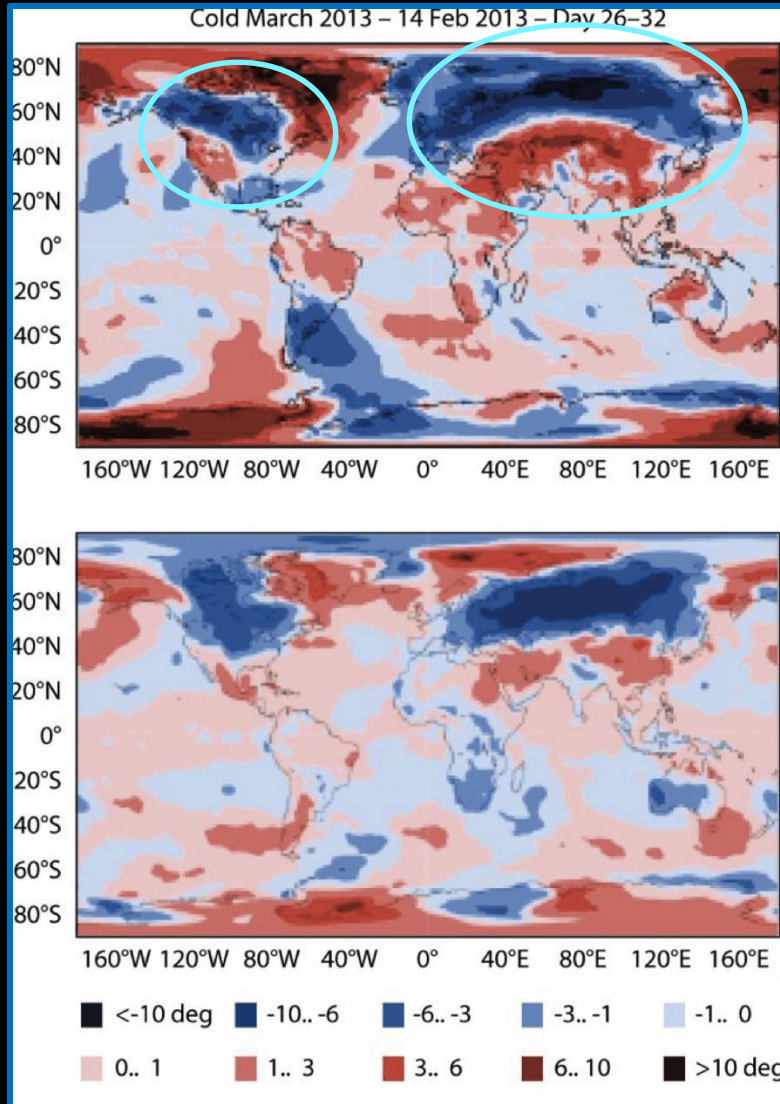 Cold March 2013 – 14 Feb 2013 – Day 26–32
80°N
60°N
40°N
20°N
0°
20°S
40°S
60°S
80°S
160°W 120°W 80°W 40°W 0° 40°E 80°E 120°E 160°E
80°N
60°N
40°N
20°N
0°
20°S
40°S
60°S
80°S
160°W 120°W 80°W 40°W 0° 40°E 80°E 120°E 160°E
<-10 deg -10.. -6 -6.. -3 -3.. -1 -1.. 0
0.. 1 1.. 3 3.. 6 6.. 10 >10 deg